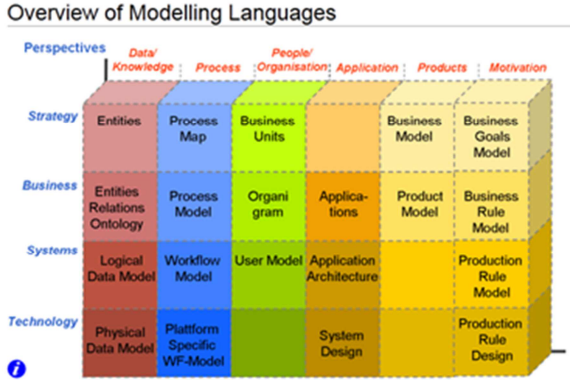 Overview of Modelling Languages
Perspectives
Data/
Knowledge
Process
People/
Organisation
Application
Products
Motivation
Strategy
Entities
Process
Map
Business
Units
Business
Model
Business
Goals
Model
Business
Entities
Relations
Ontology
Process
Model
Organi
gram
Applica-
tions
Product
Model
Business
Rule
Model
Systems
Logical
Data Model
Workflow
Model
User Model
Application
Architecture
Production
Rule
Model
Technology
Physical
Data Model
Plattform
Specific
WF-Model
System
Design
Production
Rule
Design
i